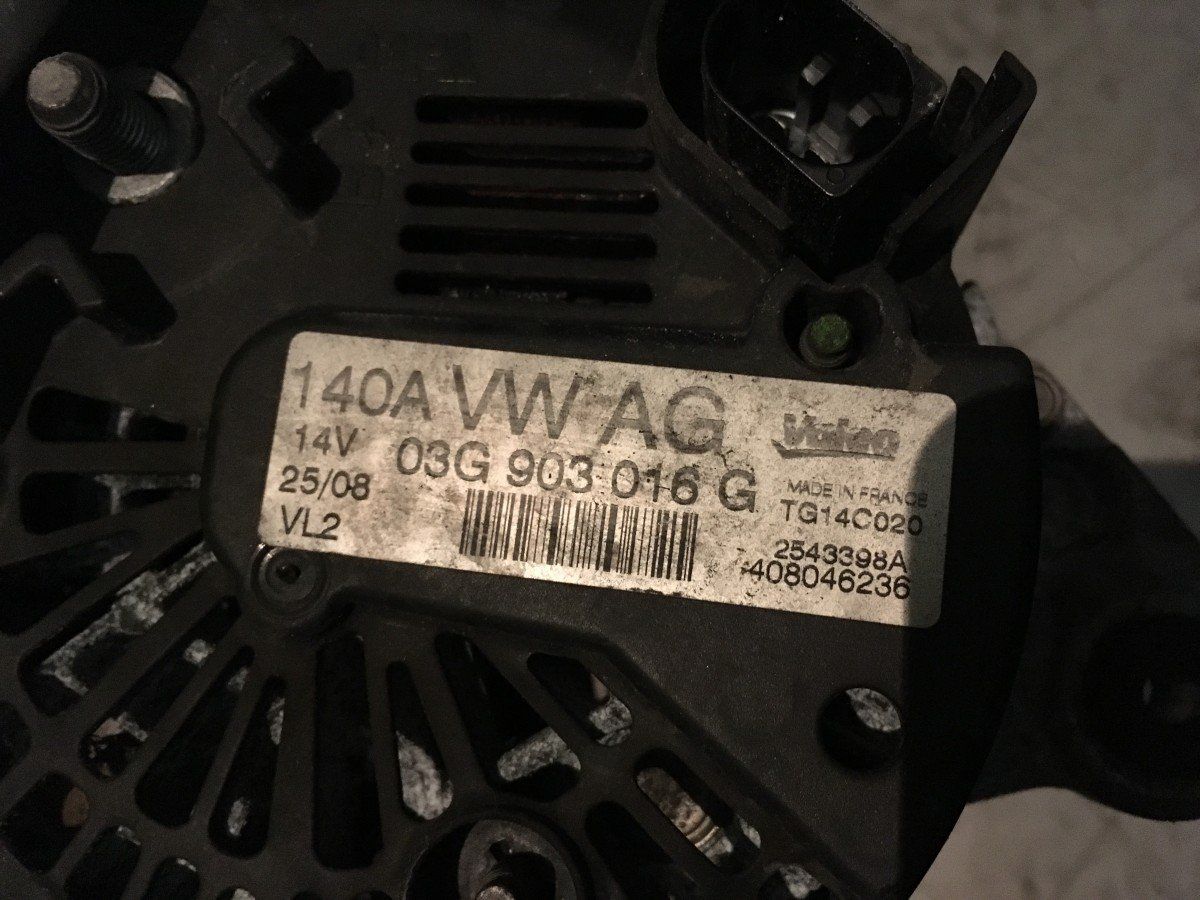 140A VW AG
Valeo
14V 03G 903 016 G
MADE IN FRANCE
25/08
TG14C020
VL2
2543398A
408046236